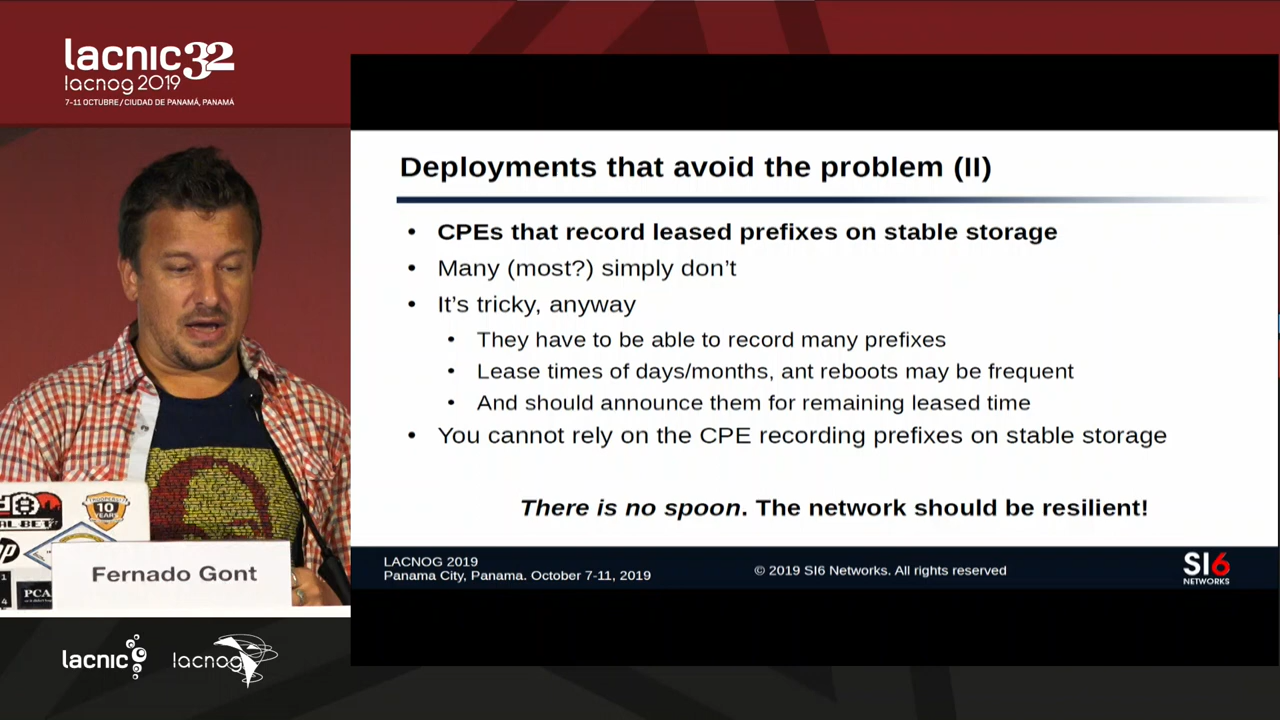 lacnic32
lacnog 2019
7-11 OCTUBRE / CIUDAD DE PANAMÁ, PANAMÁ
Deployments that avoid the problem (II)
• CPEs that record leased prefixes on stable storage
• Many (most?) simply don’t
• It’s tricky, anyway
• They have to be able to record many prefixes
• Lease times of days/months, ant reboots may be frequent
• And should announce them for remaining leased time
• You cannot rely on the CPE recording prefixes on stable storage
There is no spoon. The network should be resilient!
LACNOG 2019
Panama City, Panama. October 7-11, 2019
© 2019 SI6 Networks. All rights reserved
SI6
NETWORKS
10
YEARS
PCA
Fernado Gont
lacnic
lacnog